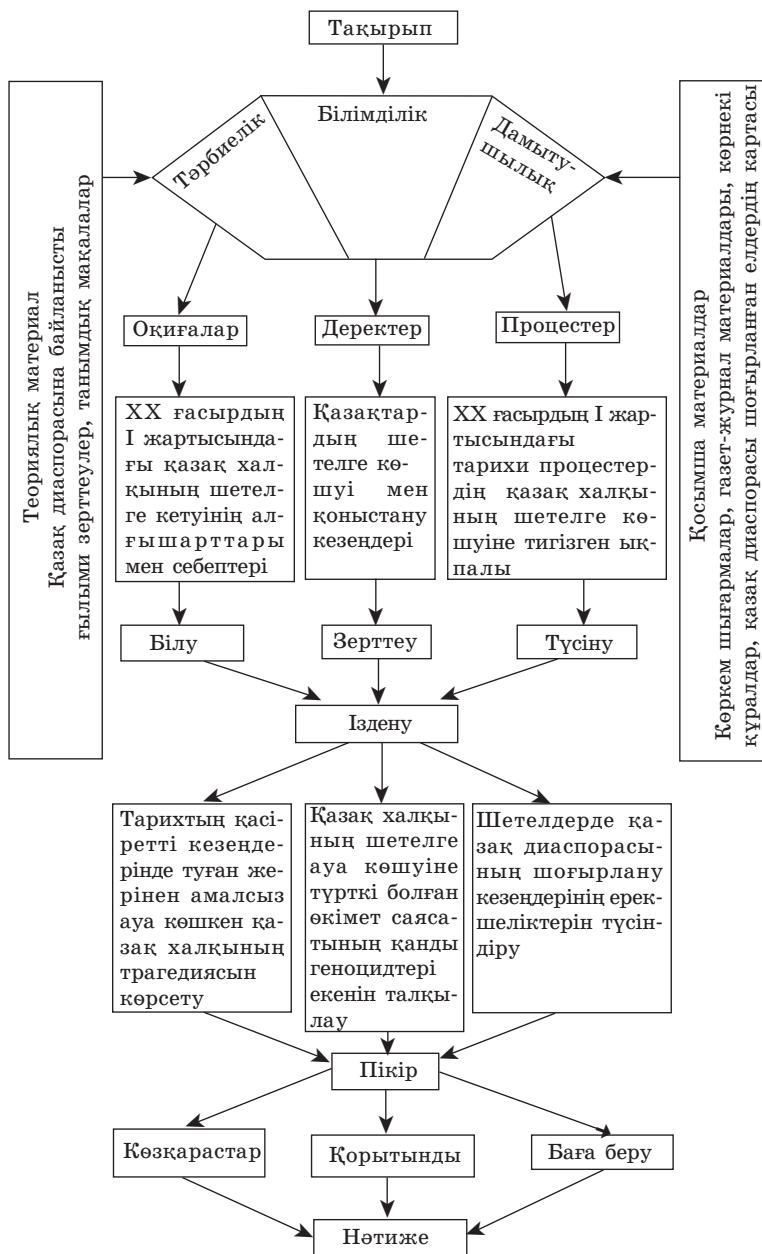 Тақырып
Білімділік
Тәрбиелік
Дамыту-
шылық
Теориялық материал
Қазақ диаспорасына байланысты
ғылыми зерттеулер, танымдық мақалалар
Қосымша материалдар
Көркем шығармалар, газет-журнал материалдары, көрнекі
құралдар, қазақ диаспорасы шоғырланған елдердің картасы
Оқиғалар
Деректер
Процестер
XX ғасырдың
I жартысында-
ғы қазақ хал-
қының шетел-
ге кетуінің ал-
ғышарттары
мен себептері
Қазақтар-
дың ше-
телге кө-
шуі мен
қоныстану
кезеңдері
XX ғасырдың I жар-
тысындағы
тарихи процестер-
дің қазақ халқы-
ның шетелге кө-
шуіне тигізген ық-
палы
Білу
Зерттеу
Түсіну
Іздену
Тарихтың қасі-
ретті кезеңде-
рінде туған же-
рінен амалсыз
ауа көшкен қа-
зақ халқының
трагедиясын
көрсету
Қазақ халқы-
ның шетелге
ауа көшуіне
түрткі болған
өкімет саяса-
тының қанды
геноцидтері
екенін талқы-
лау
Шетелдерде қа-
зақ диаспорасы-
ның шоғырлану
кезеңдерінің ерек-
шеліктерін түсін-
діру
Пікір
Көзқарастар
Қорытынды
Баға беру
Нәтиже